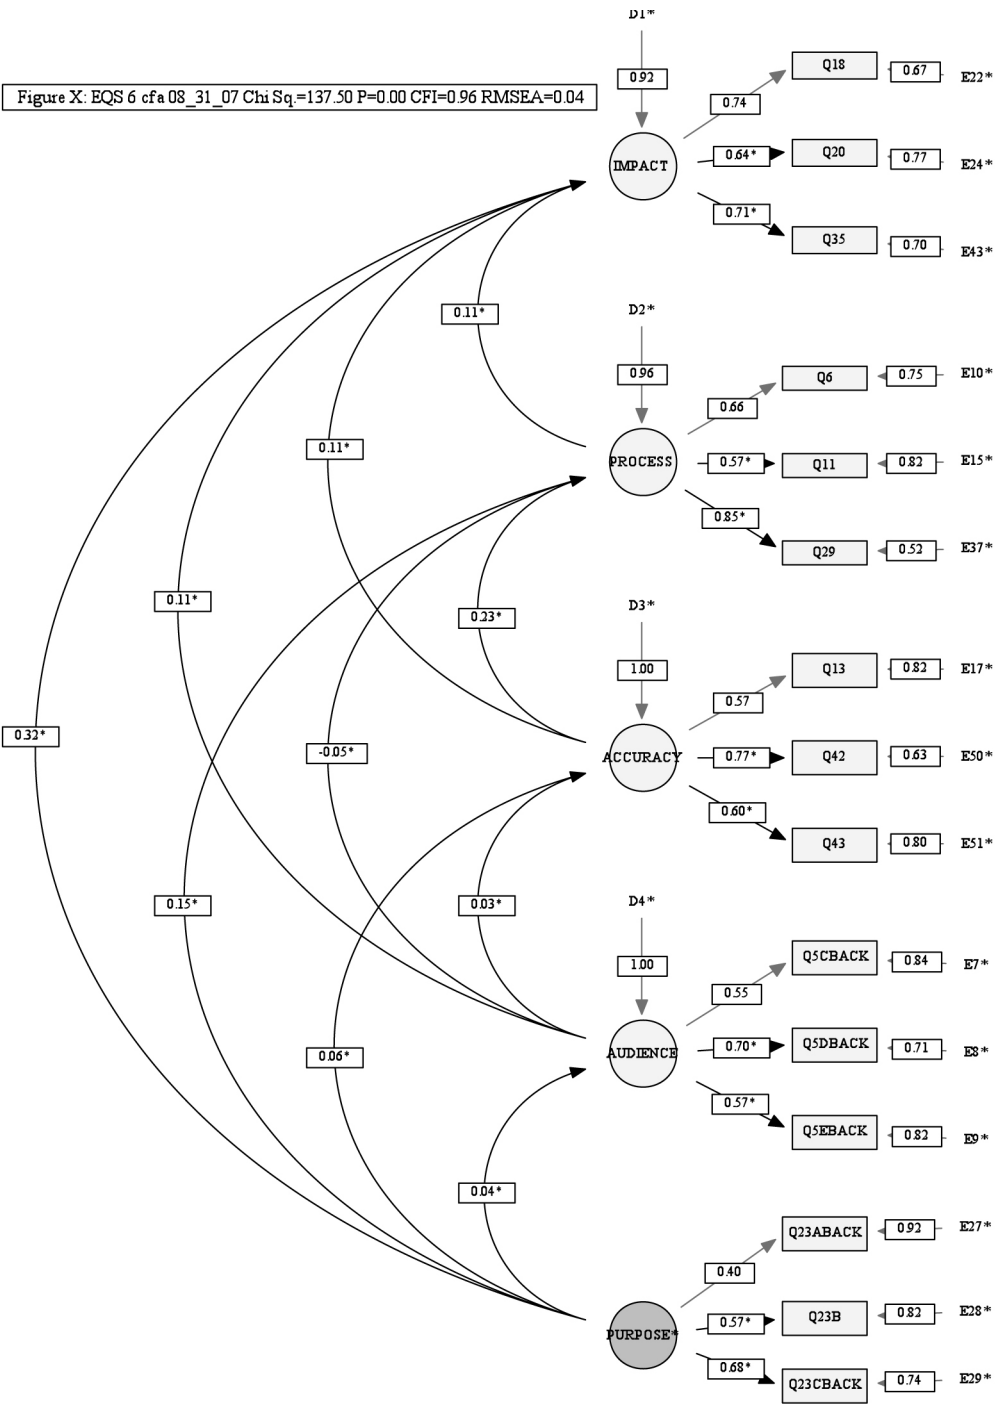 D1*
0.92
Q18
0.67
E22*
Figure X: EQS 6 cfa 08_31_07 Chi Sq.=137.50 P=0.00 CFI=0.96 RMSEA=0.04
0.74
IMPACT
0.64*
Q20
0.77
E24*
0.71*
Q35
0.70
E43*
0.11*
D2*
0.96
Q6
0.75
E10*
0.66
0.11*
PROCESS
0.57*
Q11
0.82
E15*
0.85*
Q29
0.52
E37*
0.11*
0.23*
D3*
1.00
Q13
0.82
E17*
0.57
0.32*
-0.05*
ACCURACY
0.77*
Q42
0.63
E50*
0.60*
Q43
0.80
E51*
0.15*
0.03*
D4*
1.00
Q5CBACK
0.84
E7*
0.55
0.06*
AUDIENCE
0.70*
Q5DBACK
0.71
E8*
0.57*
Q5EBACK
0.82
E9*
0.04*
Q23ABACK
0.92
E27*
0.40
PURPOSE*
0.57*
Q23B
0.82
E28*
0.68*
Q23CBACK
0.74
E29*